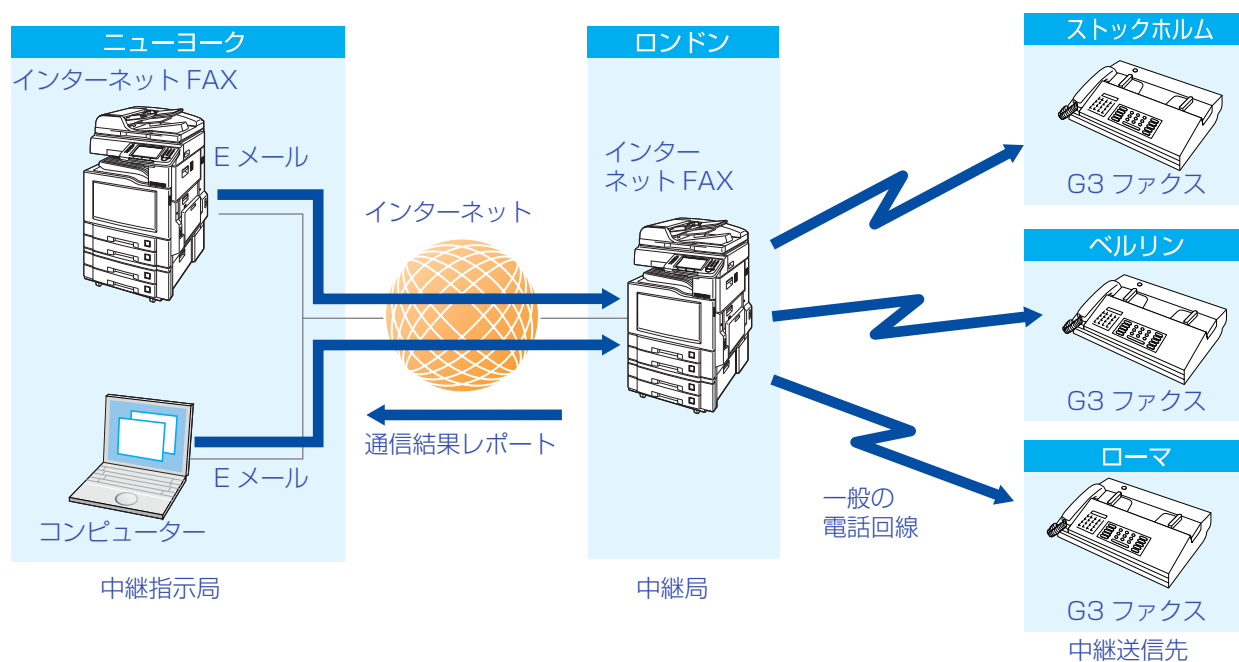 ニューヨーク
インターネット FAX
E メール
E メール
コンピューター
中継指示局
インターネット
通信結果レポート
ロンドン
インター
ネット FAX
中継局
一般の
電話回線
ストックホルム
G3 ファクス
ベルリン
G3 ファクス
ローマ
G3 ファクス
中継送信先